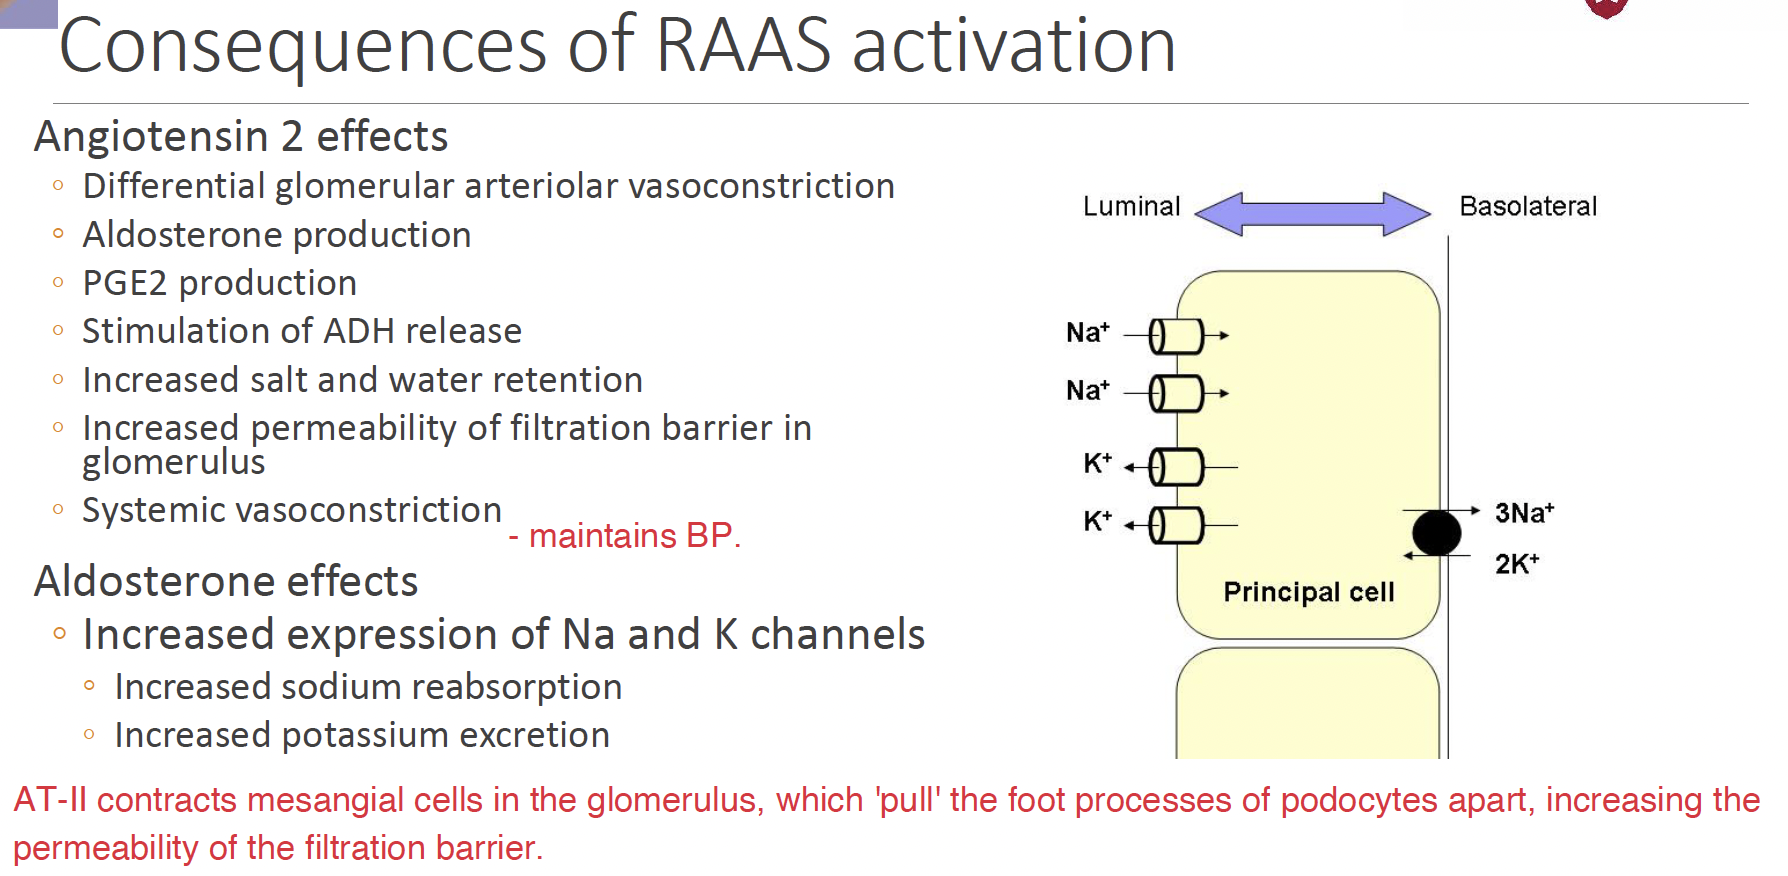 Consequences of RAAS activation
Angiotensin 2 effects
◦ Differential glomerular arteriolar vasoconstriction
◦ Aldosterone production
◦ PGE2 production
◦ Stimulation of ADH release
◦ Increased salt and water retention
◦ Increased permeability of filtration barrier in
glomerulus
◦ Systemic vasoconstriction
- maintains BP.
Aldosterone effects
◦ Increased expression of Na and K channels
◦ Increased sodium reabsorption
◦ Increased potassium excretion
AT-II contracts mesangial cells in the glomerulus, which 'pull' the foot processes of podocytes apart, increasing the
permeability of the filtration barrier.
Luminal
Basolateral
Na⁺
Na⁺
K⁺
K⁺
3Na⁺
2K⁺
Principal cell